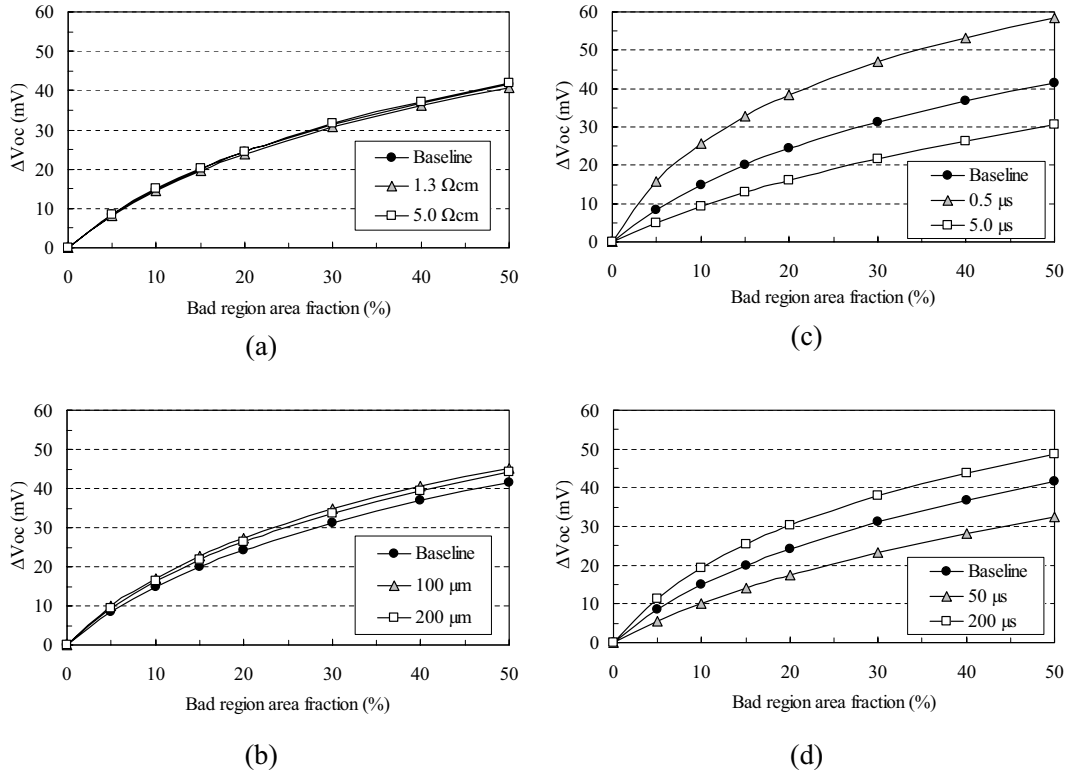 60
50
40
30
20
10
0
ΔVoc (mV)
Baseline
1.3 Ωcm
5.0 Ωcm
0 10 20 30 40 50
Bad region area fraction (%)
(a)
60
50
40
30
20
10
0
ΔVoc (mV)
Baseline
0.5 μs
5.0 μs
0 10 20 30 40 50
Bad region area fraction (%)
(c)
60
50
40
30
20
10
0
ΔVoc (mV)
Baseline
100 μm
200 μm
0 10 20 30 40 50
Bad region area fraction (%)
(b)
60
50
40
30
20
10
0
ΔVoc (mV)
Baseline
50 μs
200 μs
0 10 20 30 40 50
Bad region area fraction (%)
(d)